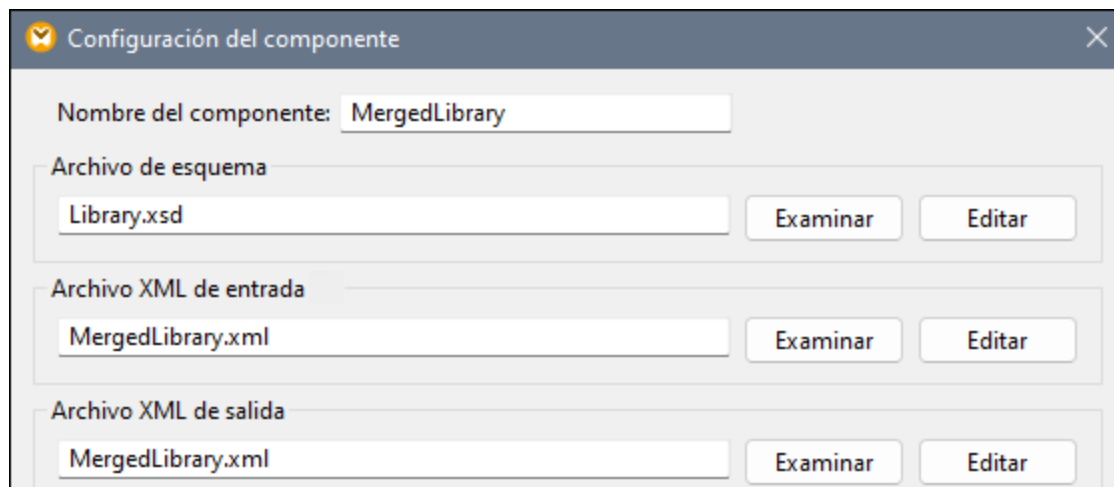 Configuración del componente
Nombre del componente: MergedLibrary
Archivo de esquema
Library.xsd Examinar Editar
Archivo XML de entrada
MergedLibrary.xml Examinar Editar
Archivo XML de salida
MergedLibrary.xml Examinar Editar